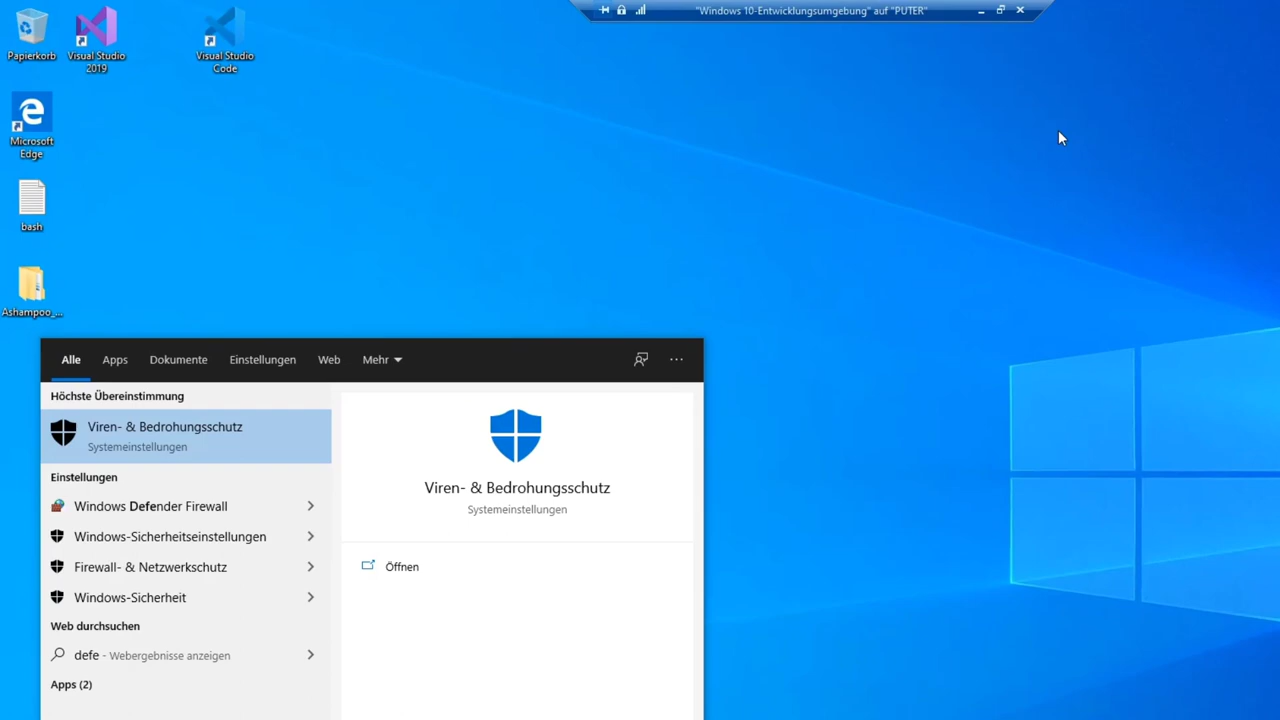 "Windows 10-Entwicklungsumgebung" auf "PUTER"
Papierkorb
Visual Studio
2019
Visual Studio
Code
Microsoft
Edge
bash
Ashampoo_...
Alle Apps Dokumente Einstellungen Web Mehr
Höchste Übereinstimmung
Viren- & Bedrohungsschutz
Systemeinstellungen
Einstellungen
Windows Defender Firewall
Windows-Sicherheitseinstellungen
Firewall- & Netzwerkschutz
Windows-Sicherheit
Web durchsuchen
defe - Webergebnisse anzeigen
Apps (2)
Viren- & Bedrohungsschutz
Systemeinstellungen
Öffnen